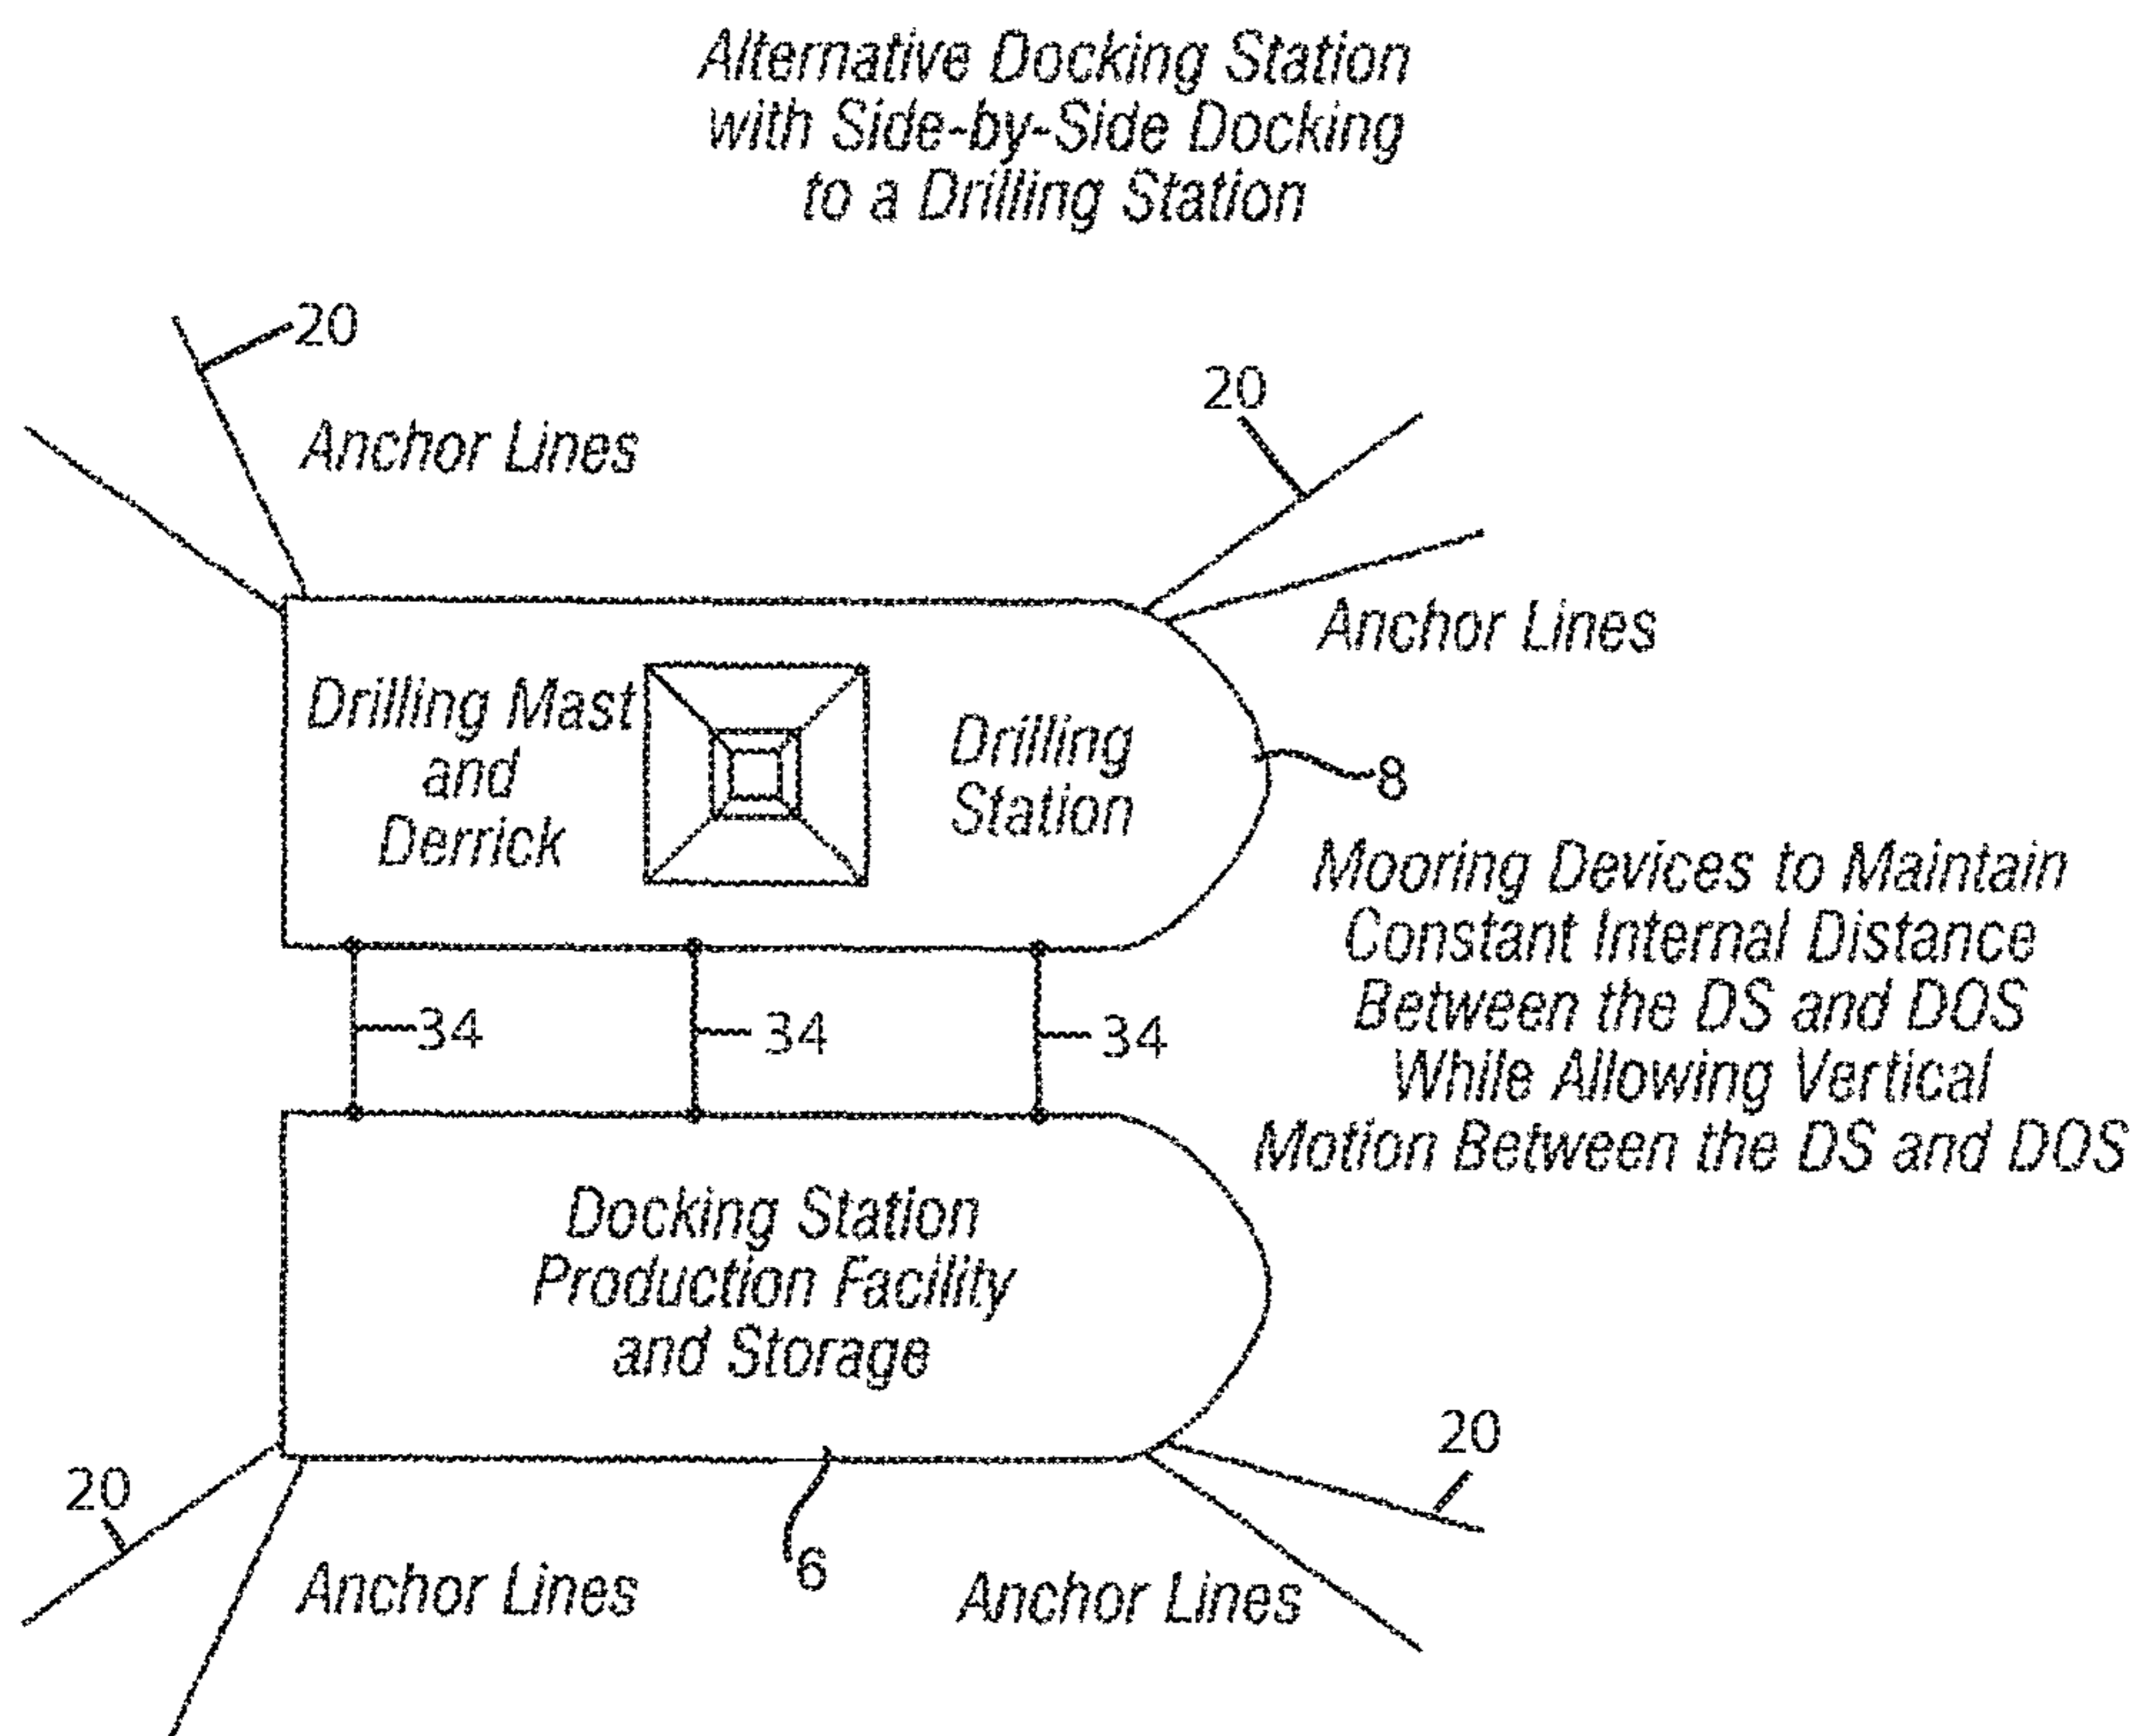 Alternative Docking Station
with Side-by-Side Docking
to a Drilling Station
20
20
Anchor Lines
Anchor Lines
Drilling Mast
and
Derrick
Drilling
Station
8
Mooring Devices to Maintain
Constant Internal Distance
Between the DS and DOS
While Allowing Vertical
Motion Between the DS and DOS
34
34
34
Docking Station
Production Facility
and Storage
20
20
6
Anchor Lines
Anchor Lines